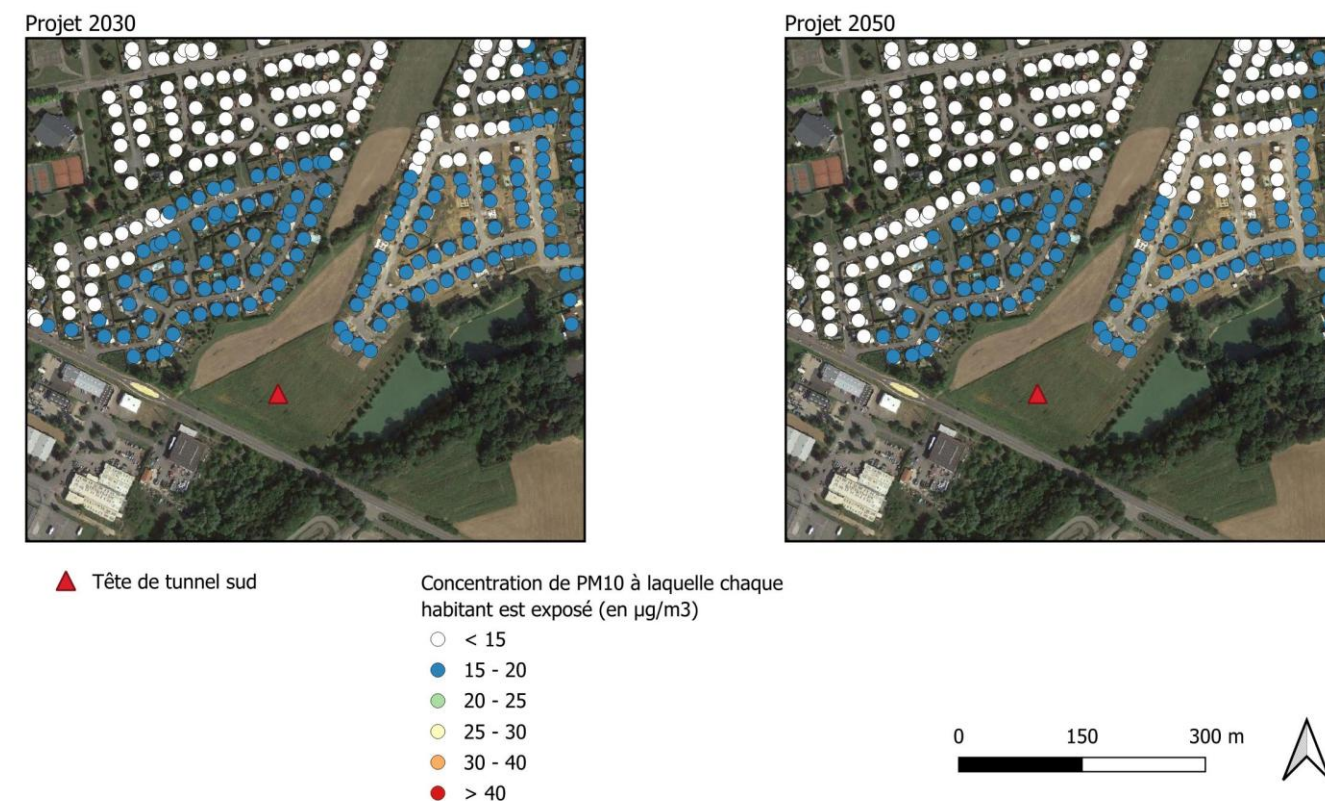 Projet 2030
Projet 2050
Tête de tunnel sud
Concentration de PM10 à laquelle chaque
habitant est exposé (en µg/m3)
< 15
15 - 20
20 - 25
25 - 30
30 - 40
> 40
0 150 300 m